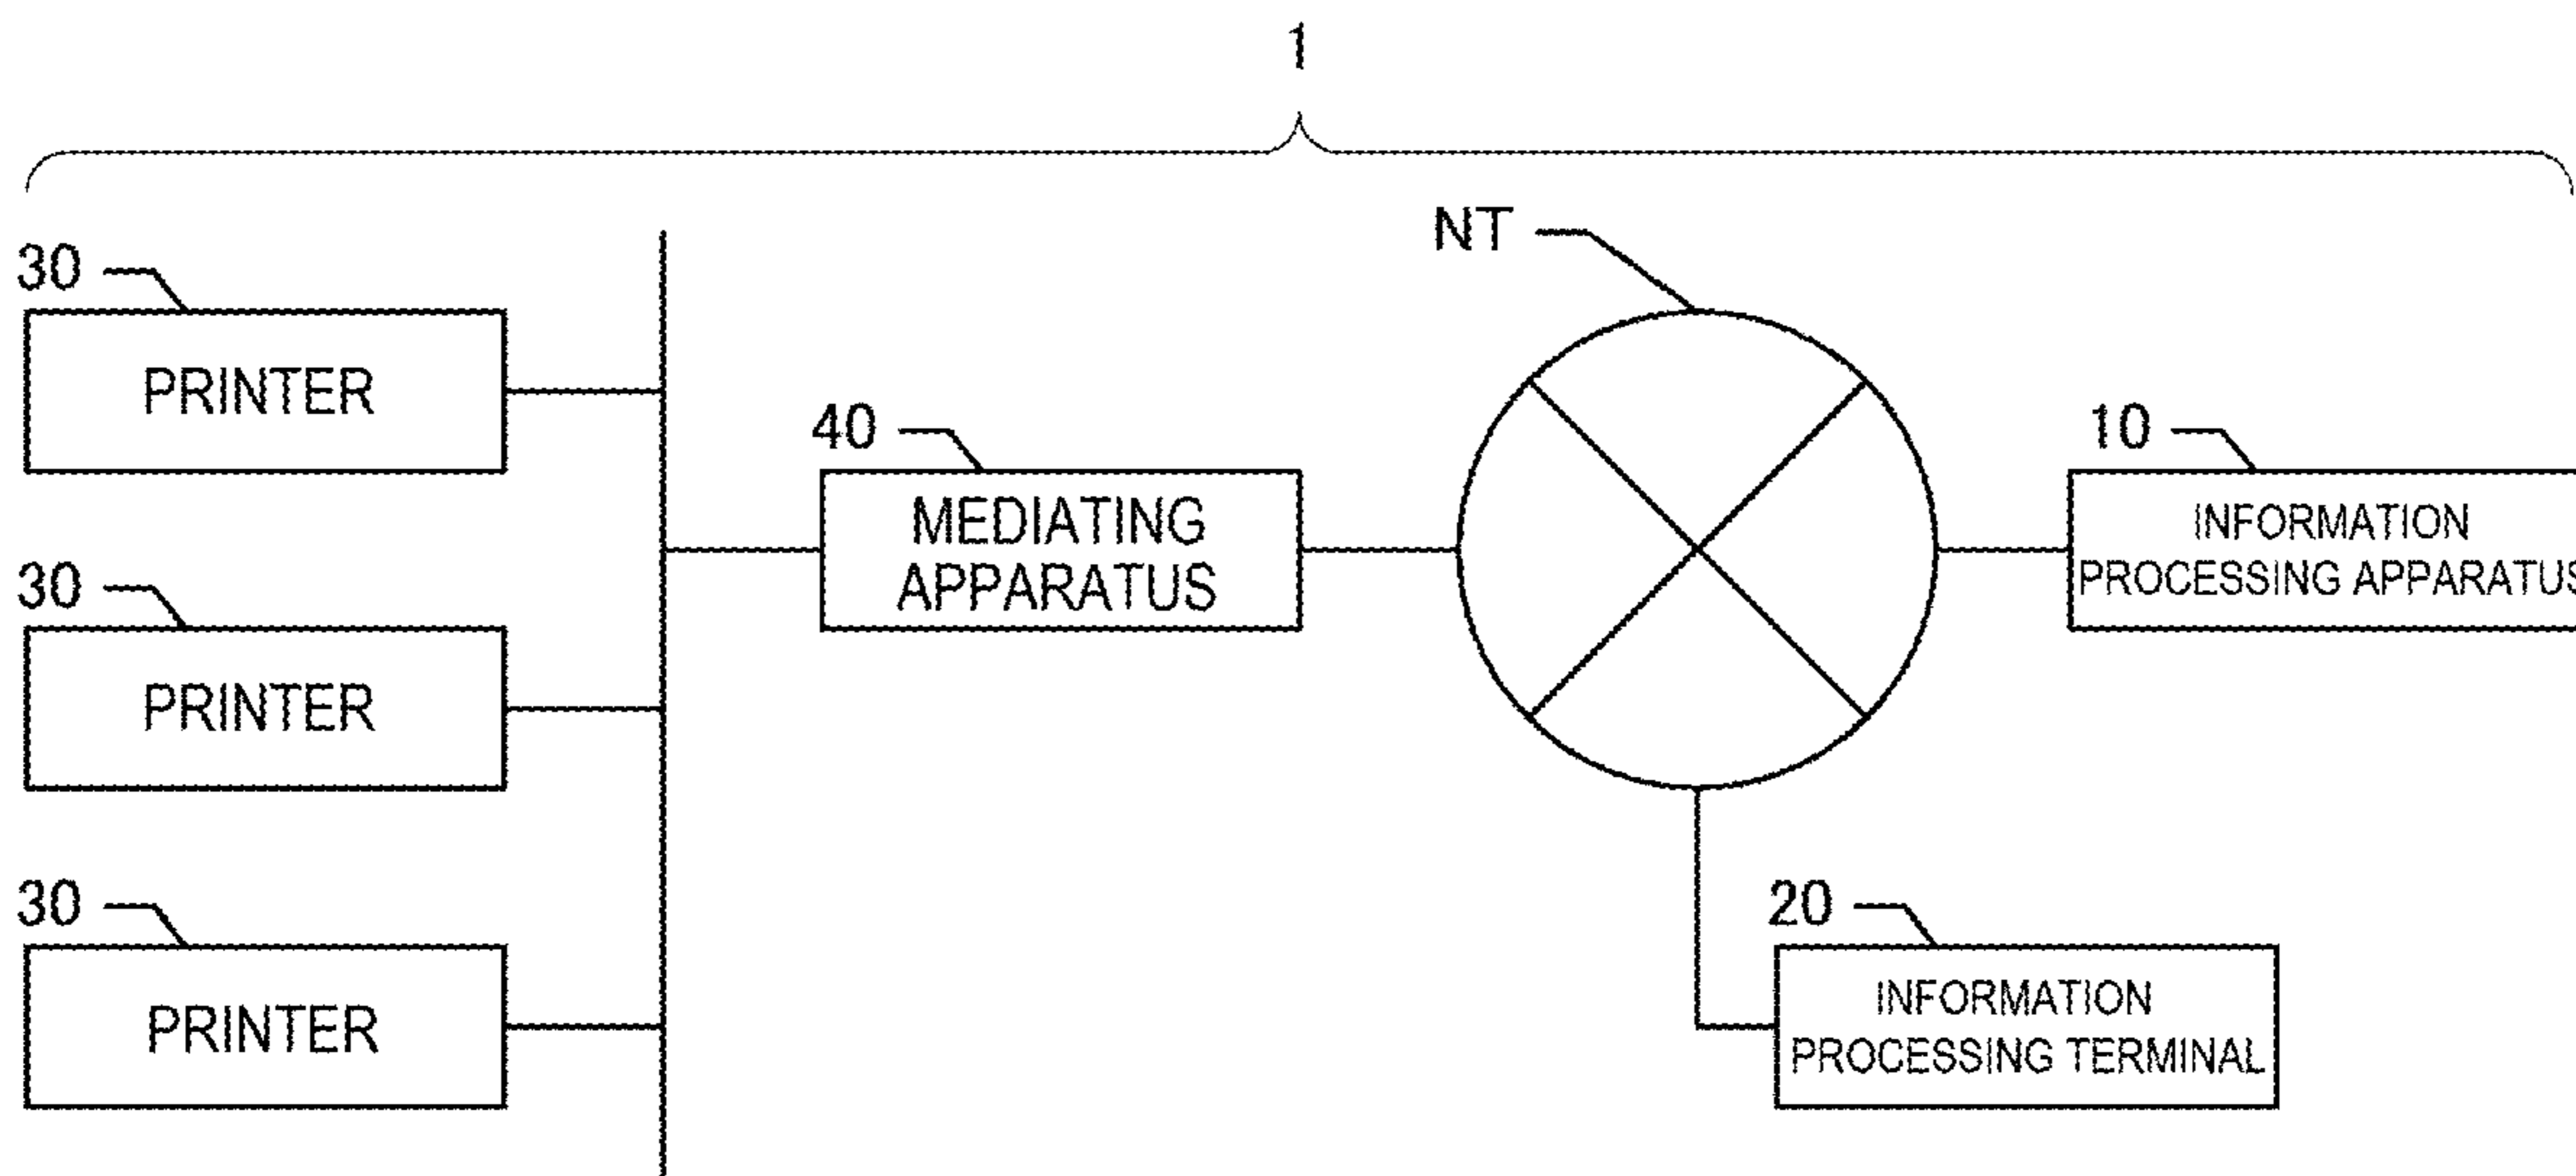 1
NT
30
PRINTER
40
MEDIATING
APPARATUS
10
INFORMATION
PROCESSING APPARATUS
30
PRINTER
30
PRINTER
20
INFORMATION
PROCESSING TERMINAL